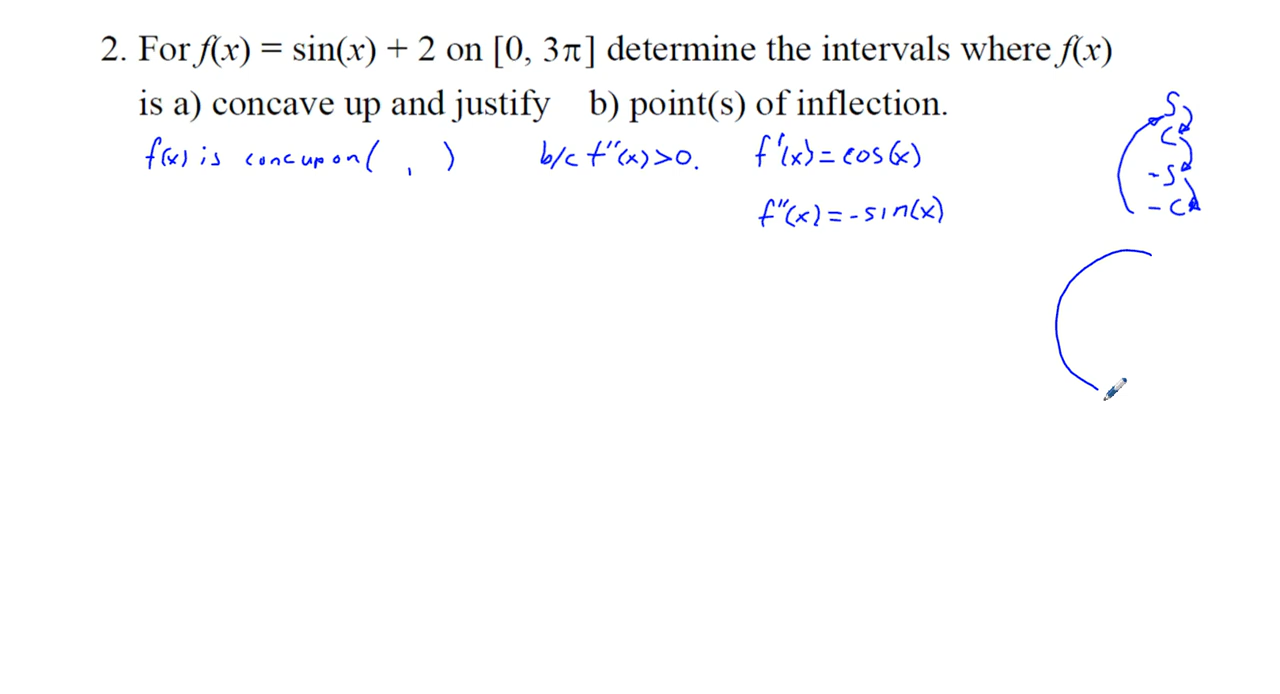 2. For f(x) = sin(x) + 2 on [0, 3π] determine the intervals where f(x)
is a) concave up and justify b) point(s) of inflection.
f(x) is conc up on ( , ) b/c f''(x)>0. f'(x) = cos(x)
f''(x) = -sin(x)
S
C
-S
-C